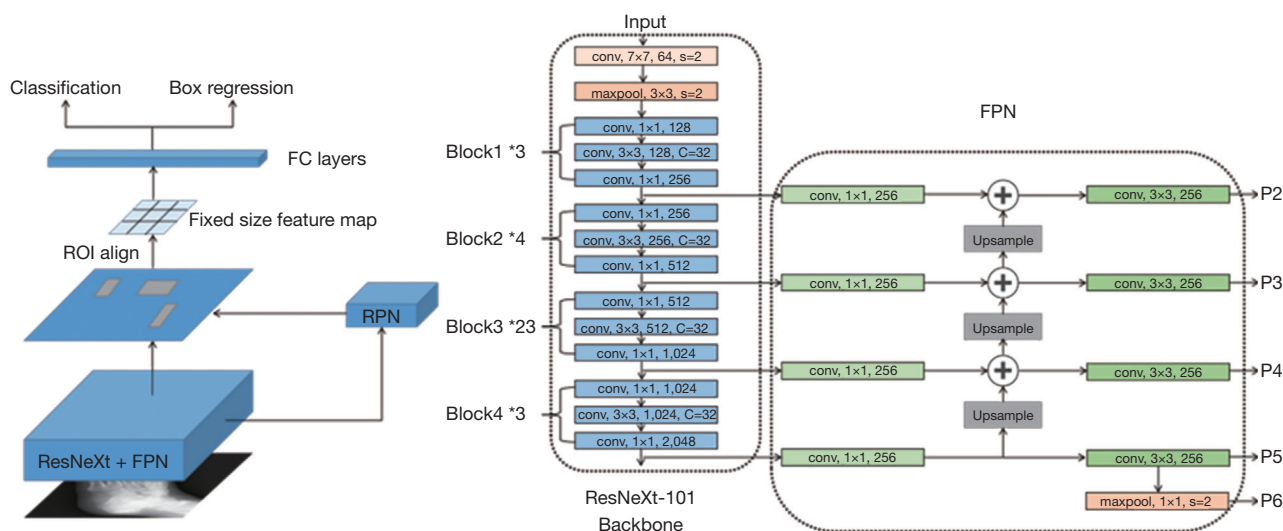 Classification
Box regression
FC layers
Fixed size feature map
ROI align
RPN
ResNeXt + FPN
Input
conv, 7×7, 64, s=2
maxpool, 3×3, s=2
Block1 *3
conv, 1×1, 128
conv, 3×3, 128, C=32
conv, 1×1, 256
Block2 *4
conv, 1×1, 256
conv, 3×3, 256, C=32
conv, 1×1, 512
Block3 *23
conv, 1×1, 512
conv, 3×3, 512, C=32
conv, 1×1, 1,024
Block4 *3
conv, 1×1, 1,024
conv, 3×3, 1,024, C=32
conv, 1×1, 2,048
ResNeXt-101
Backbone
FPN
conv, 1×1, 256
conv, 3×3, 256
P2
Upsample
conv, 1×1, 256
conv, 3×3, 256
P3
Upsample
conv, 1×1, 256
conv, 3×3, 256
P4
Upsample
conv, 1×1, 256
conv, 3×3, 256
P5
maxpool, 1×1, s=2
P6